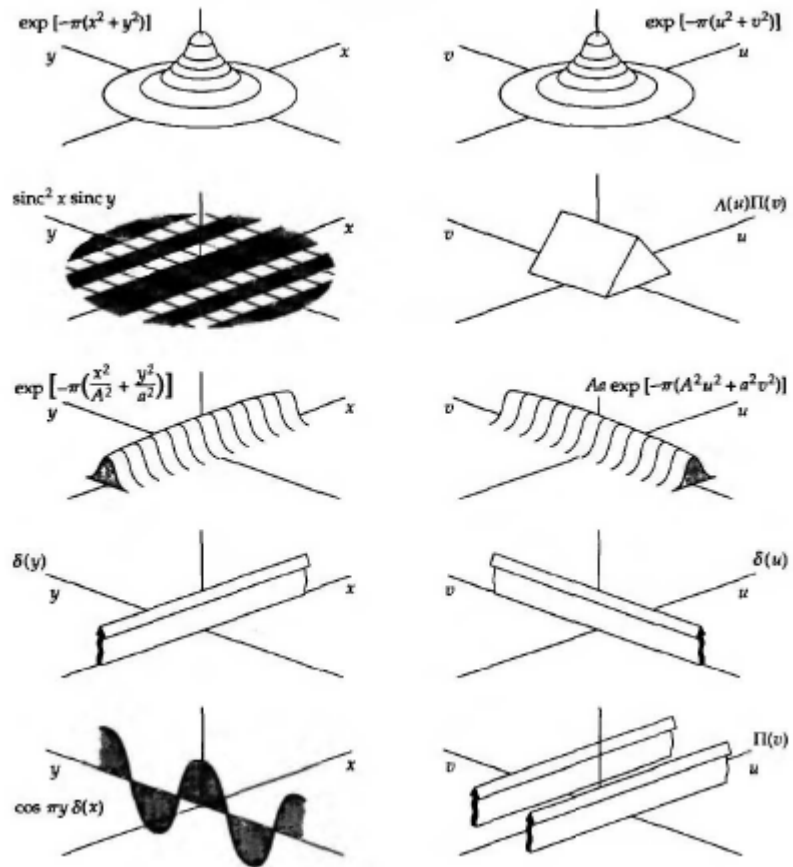 exp [-π(x² + y²)]
y
x
exp [-π(u² + v²)]
v
u
sinc² x sinc y
y
x
Λ(u)Π(v)
v
u
exp [-π(x²/A² + y²/a²)]
y
x
Aa exp [-π(A²u² + a²v²)]
v
u
δ(y)
y
x
δ(u)
v
u
y
x
cos πy δ(x)
Π(v)
v
u